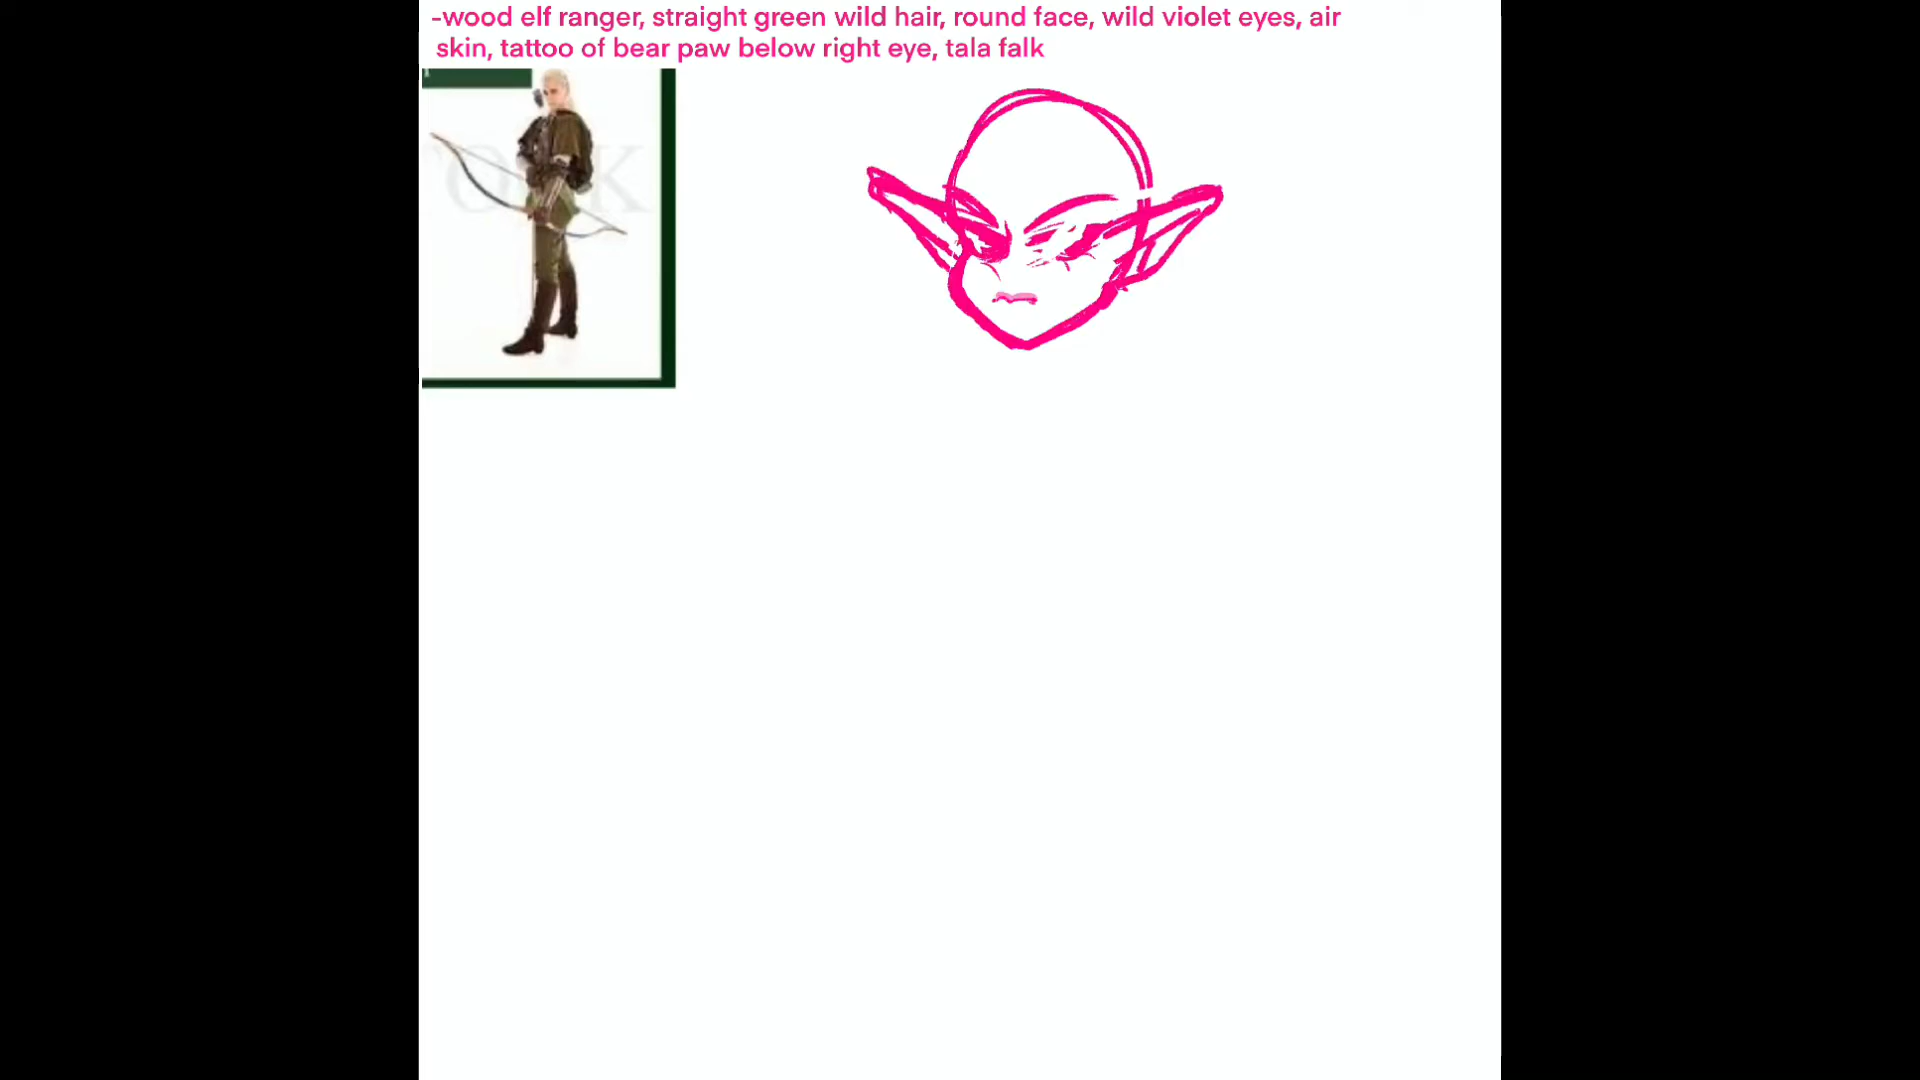 -wood elf ranger, straight green wild hair, round face, wild violet eyes, air
skin, tattoo of bear paw below right eye, tala falk